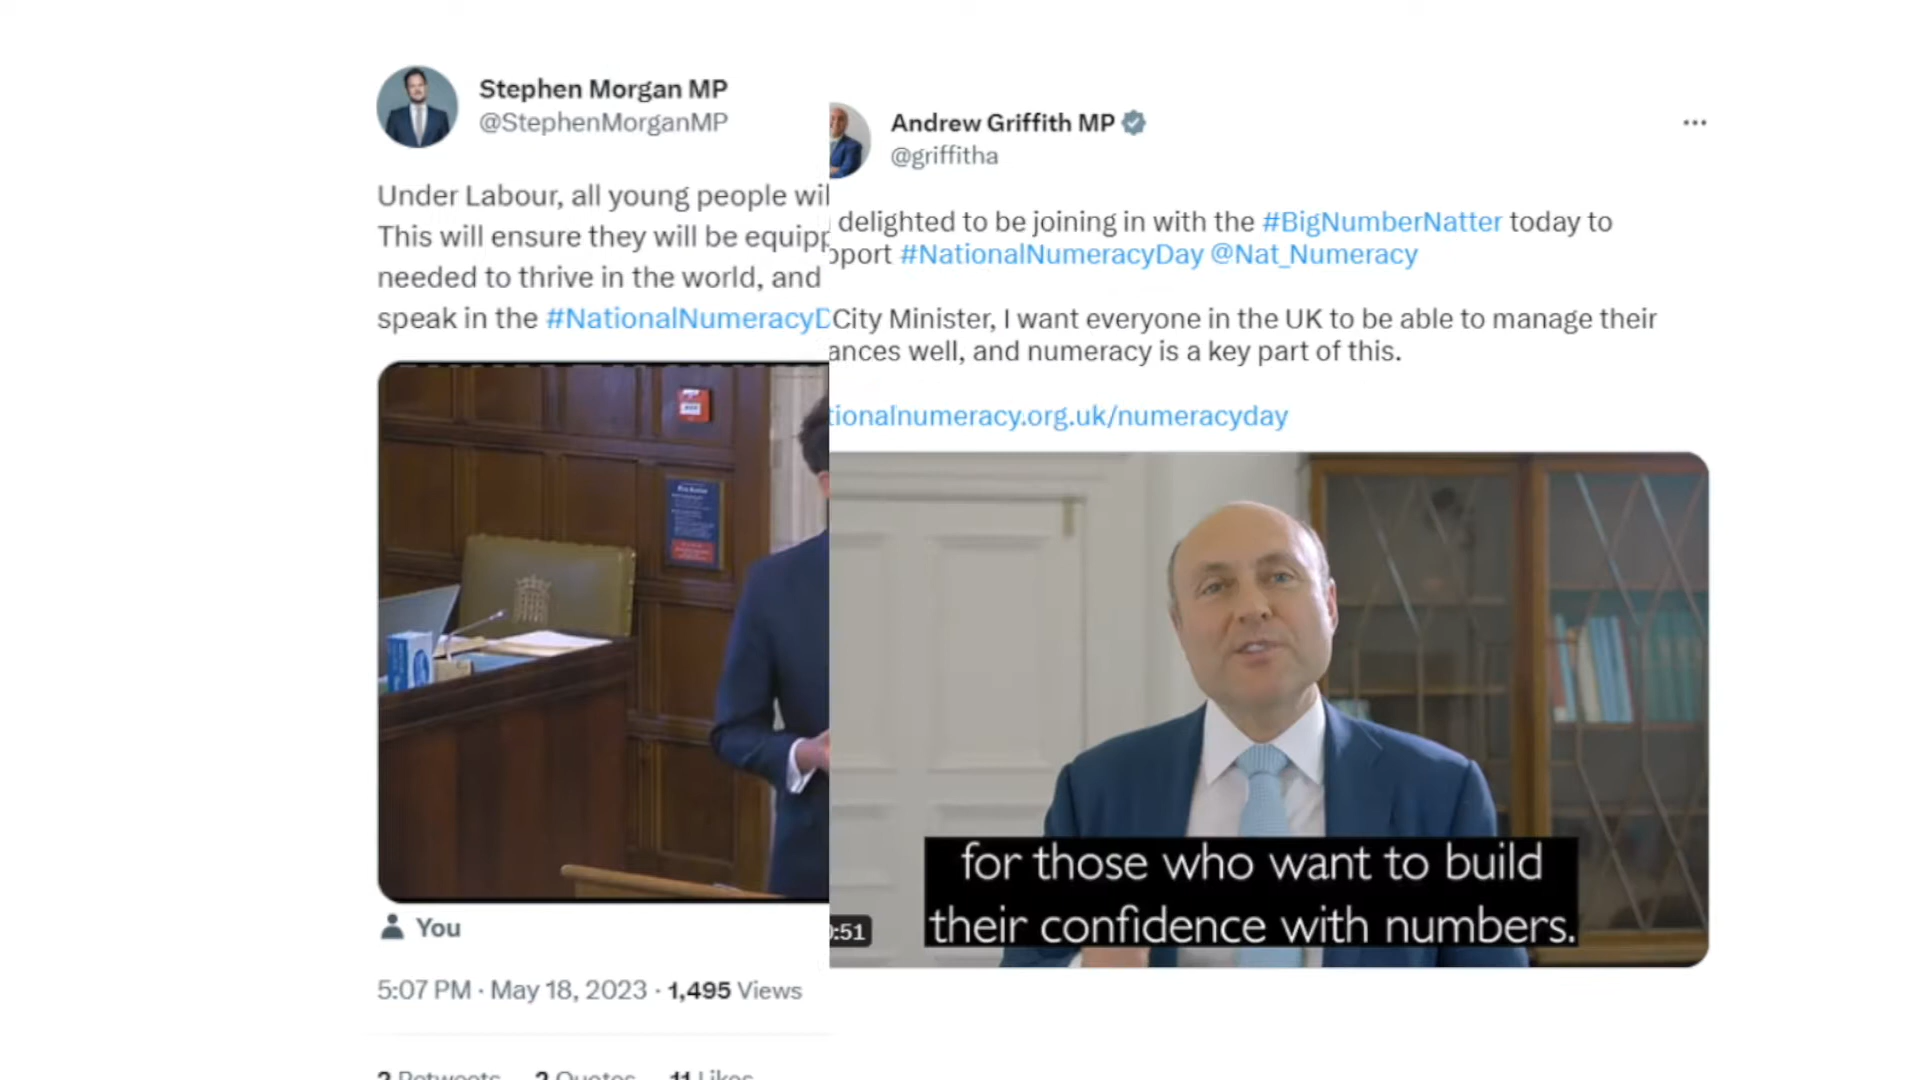 Stephen Morgan MP
@StephenMorganMP
Under Labour, all young people wil
This will ensure they will be equipp
needed to thrive in the world, and
speak in the #NationalNumeracyD
You
5:07 PM · May 18, 2023 · 1,495 Views
2 Retweets 2 Quotes 11 Likes
Andrew Griffith MP
@griffitha
delighted to be joining in with the #BigNumberNatter today to
pport #NationalNumeracyDay @Nat_Numeracy
City Minister, I want everyone in the UK to be able to manage their
ances well, and numeracy is a key part of this.
tionalnumeracy.org.uk/numeracyday
for those who want to build
their confidence with numbers.
0:51